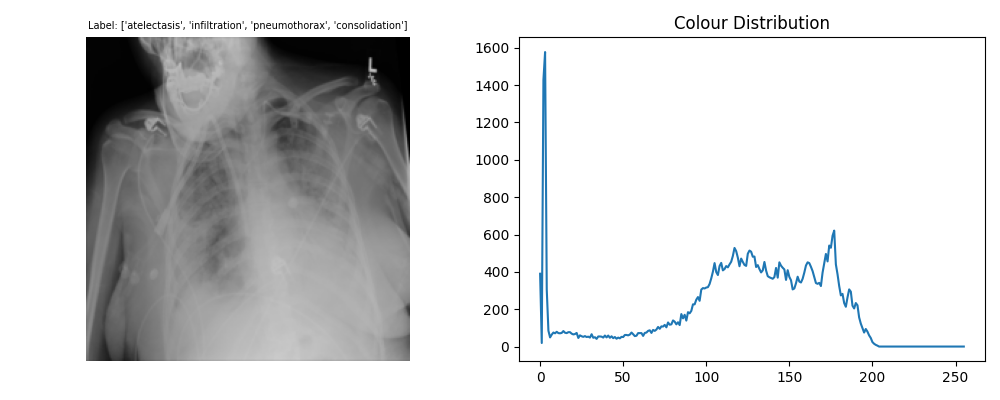 Label: ['atelectasis', 'infiltration', 'pneumothorax', 'consolidation']
L
Colour Distribution
1600
1400
1200
1000
800
600
400
200
0
0 50 100 150 200 250